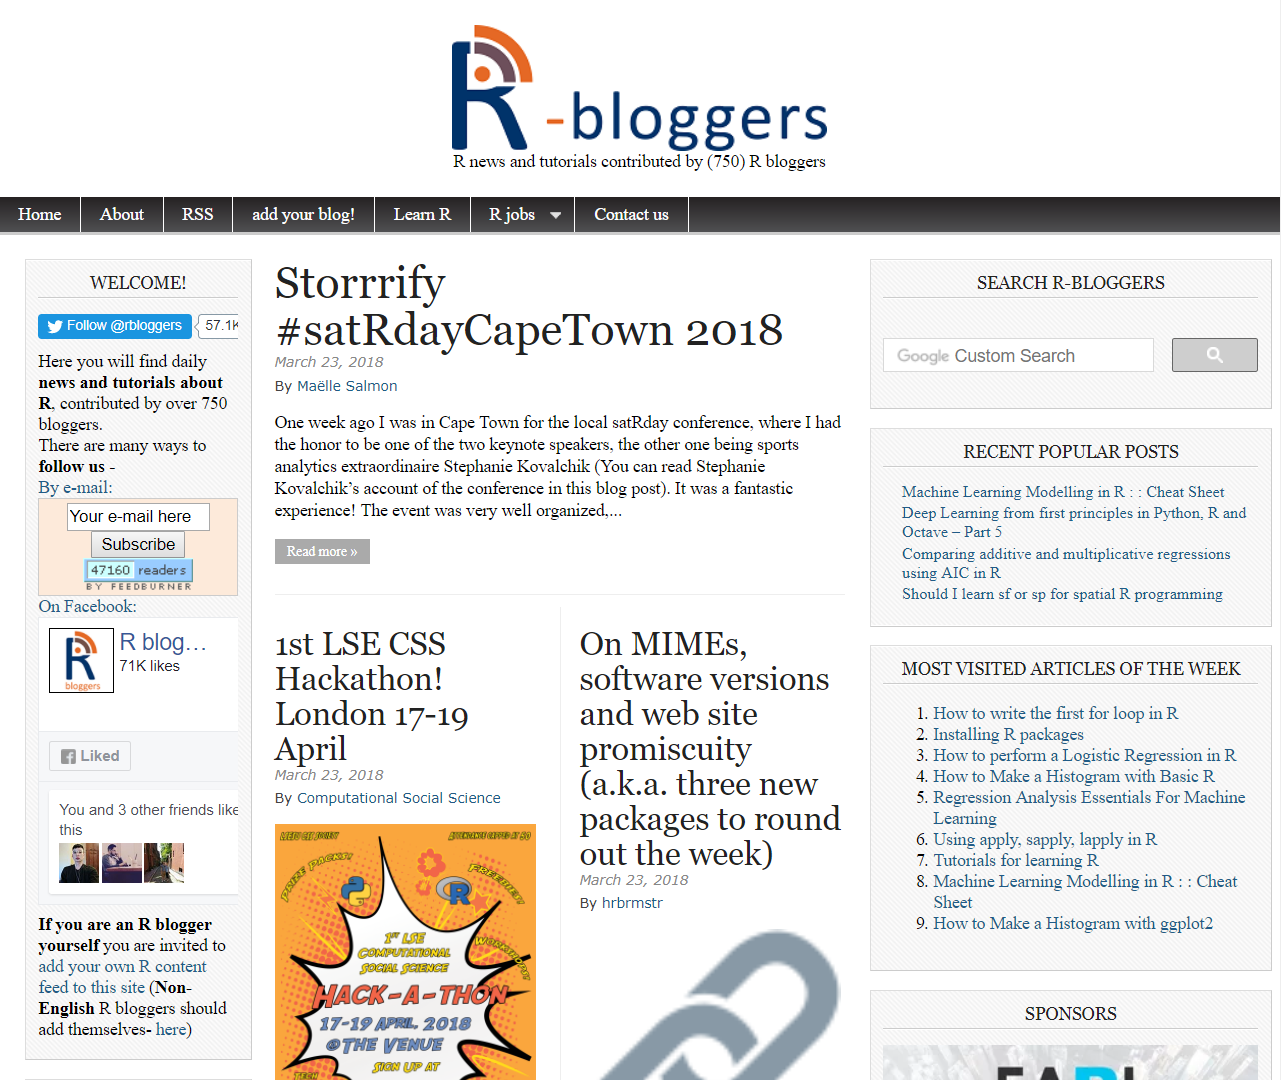 R -bloggers
R news and tutorials contributed by (750) R bloggers
Home
About
RSS
add your blog!
Learn R
R jobs
Contact us
WELCOME!
Follow @rbloggers
57.1K
Here you will find daily
news and tutorials about
R, contributed by over 750
bloggers.
There are many ways to
follow us -
By e-mail:
Your e-mail here
Subscribe
47160 readers
BY FEEDBURNER
On Facebook:
R blog...
71K likes
bloggers
Liked
You and 3 other friends like
this
If you are an R blogger
yourself you are invited to
add your own R content
feed to this site (Non-
English R bloggers should
add themselves- here)
Storrrify
#satRdayCapeTown 2018
March 23, 2018
By Maëlle Salmon
One week ago I was in Cape Town for the local satRday conference, where I had
the honor to be one of the two keynote speakers, the other one being sports
analytics extraordinaire Stephanie Kovalchik (You can read Stephanie
Kovalchik’s account of the conference in this blog post). It was a fantastic
experience! The event was very well organized,...
Read more »
1st LSE CSS
Hackathon!
London 17-19
April
March 23, 2018
By Computational Social Science
ATTENDANCE CAPPED AT 50
PRIZE PACKS!
FREEBIES!
R
WORKSHOPS!
1ST LSE
COMPUTATIONAL
SOCIAL SCIENCE
HACK-A-THON
17-19 APRIL, 2018
@THE VENUE
SIGN UP AT
TECH
On MIMEs,
software versions
and web site
promiscuity
(a.k.a. three new
packages to round
out the week)
March 23, 2018
By hrbrmstr
SEARCH R-BLOGGERS
Google Custom Search
RECENT POPULAR POSTS
Machine Learning Modelling in R : : Cheat Sheet
Deep Learning from first principles in Python, R and
Octave – Part 5
Comparing additive and multiplicative regressions
using AIC in R
Should I learn sf or sp for spatial R programming
MOST VISITED ARTICLES OF THE WEEK
1. How to write the first for loop in R
2. Installing R packages
3. How to perform a Logistic Regression in R
4. How to Make a Histogram with Basic R
5. Regression Analysis Essentials For Machine
Learning
6. Using apply, sapply, lapply in R
7. Tutorials for learning R
8. Machine Learning Modelling in R : : Cheat
Sheet
9. How to Make a Histogram with ggplot2
SPONSORS